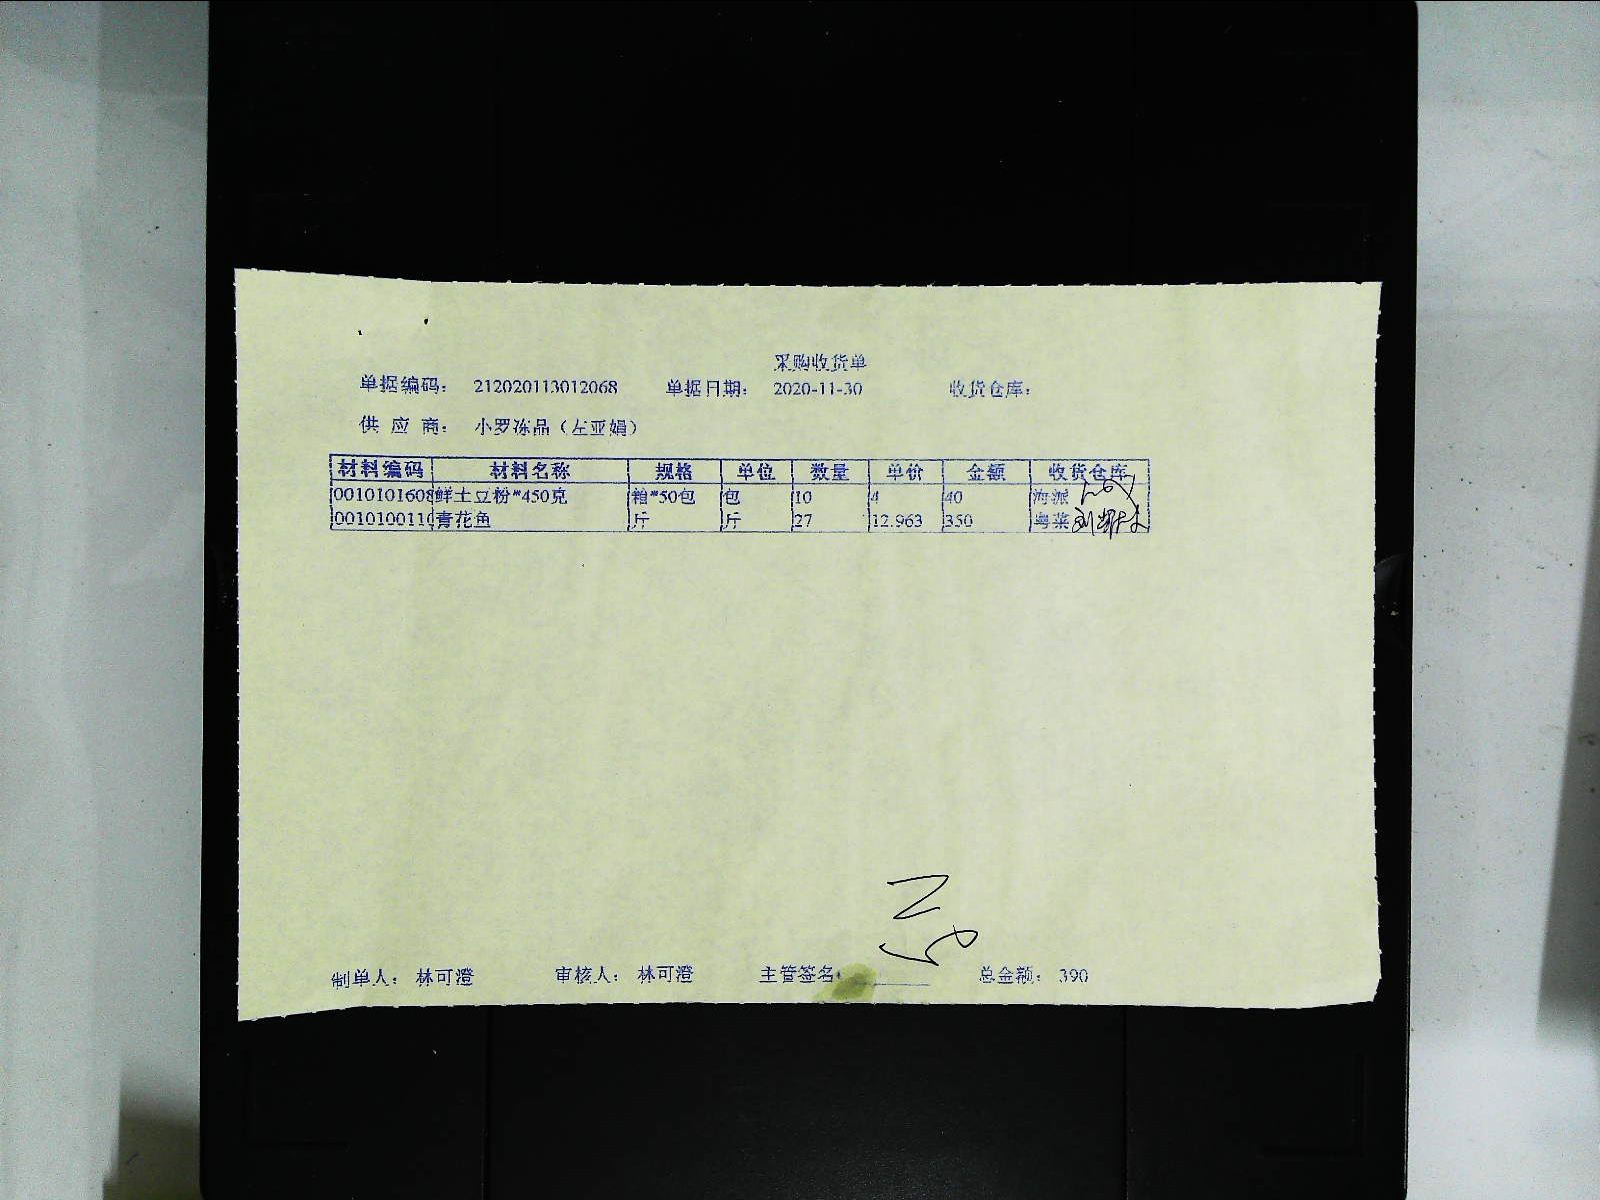 采购收货单
单据编码： 212020113012068 单据日期： 2020-11-30 收货仓库：
供 应 商： 小罗冻品（左亚娟）
材料编码 材料名称 规格 单位 数量 单价 金额 收货仓库
0010101608 鲜土豆粉*450克 箱*50包 包 10 4 40 海派
0010100110 青花鱼 斤 斤 27 12.963 350 粤菜
制单人： 林可澄 审核人： 林可澄 主管签名： 总金额： 390